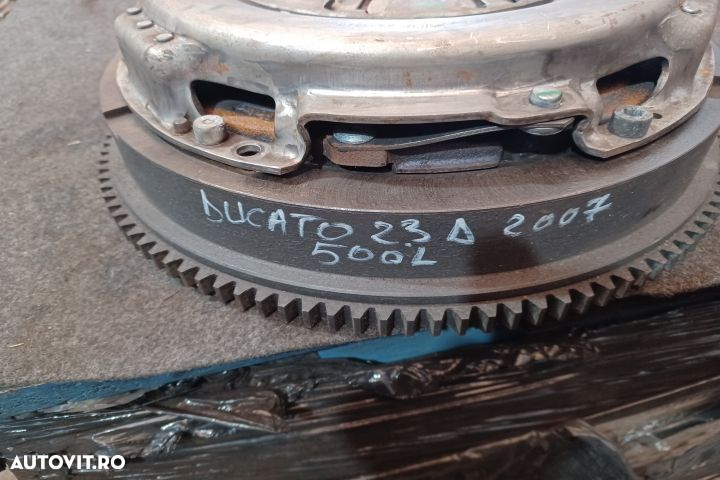 DUCATO 2.3 D 2007
500L
AUTOVIT.RO